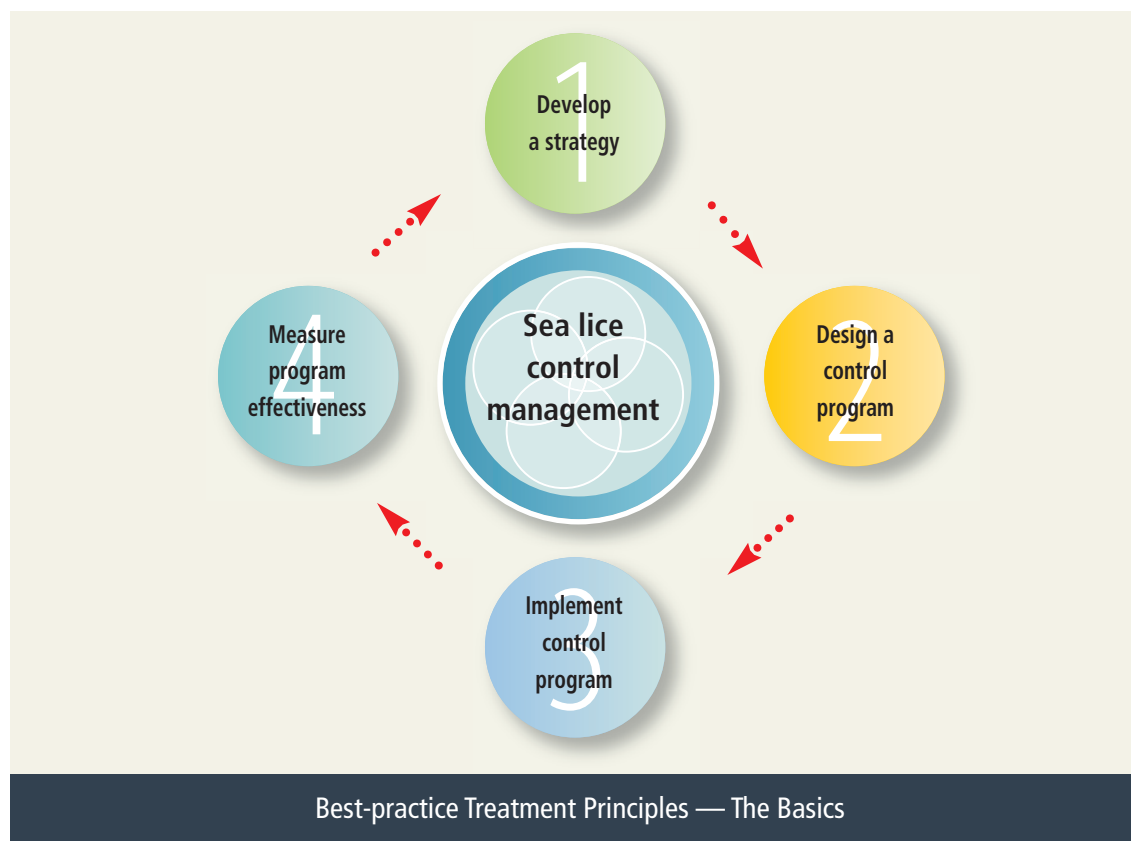 1
Develop
a strategy
2
Design a
control
program
3
Implement
control
program
4
Measure
program
effectiveness
Sea lice
control
management
Best-practice Treatment Principles — The Basics